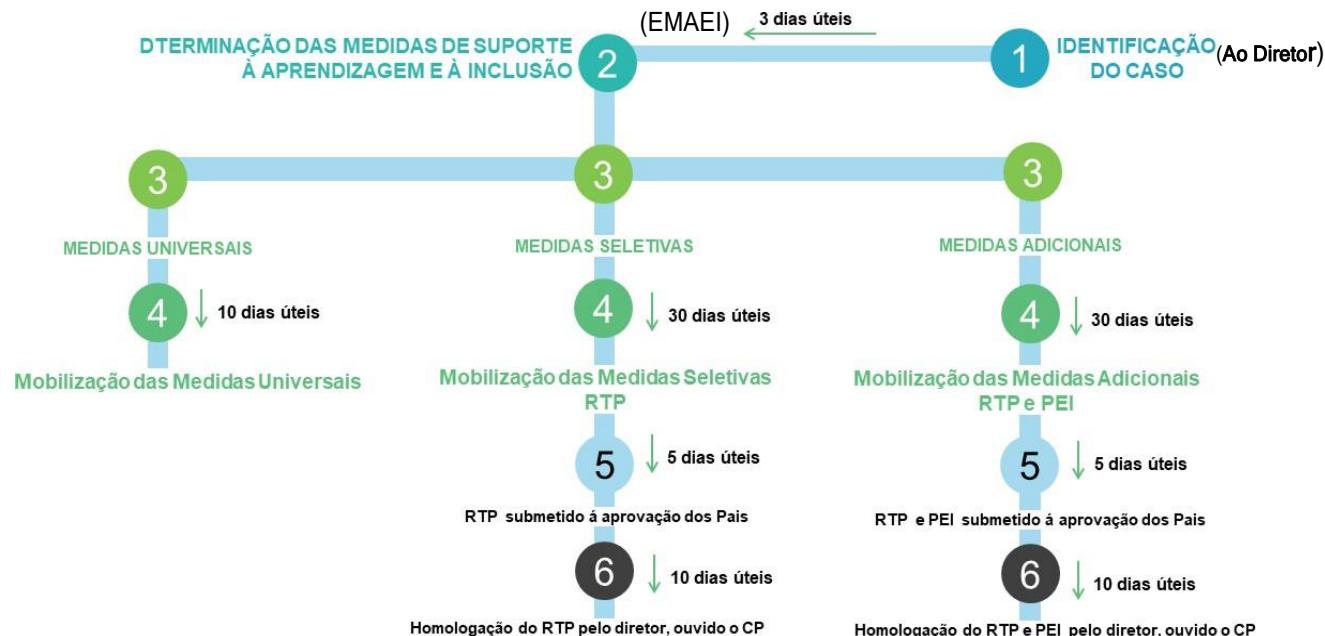 (EMAEI)
3 dias úteis
DTERMINAÇÃO DAS MEDIDAS DE SUPORTE
À APRENDIZAGEM E À INCLUSÃO
2
1
IDENTIFICAÇÃO (Ao Diretor)
DO CASO
3
3
3
MEDIDAS UNIVERSAIS
MEDIDAS SELETIVAS
MEDIDAS ADICIONAIS
4
10 dias úteis
4
30 dias úteis
4
30 dias úteis
Mobilização das Medidas Universais
Mobilização das Medidas Seletivas
RTP
Mobilização das Medidas Adicionais
RTP e PEI
5
5 dias úteis
5
5 dias úteis
RTP submetido á aprovação dos Pais
RTP e PEI submetido á aprovação dos Pais
6
10 dias úteis
6
10 dias úteis
Homologação do RTP pelo diretor, ouvido o CP
Homologação do RTP e PEI pelo diretor, ouvido o CP